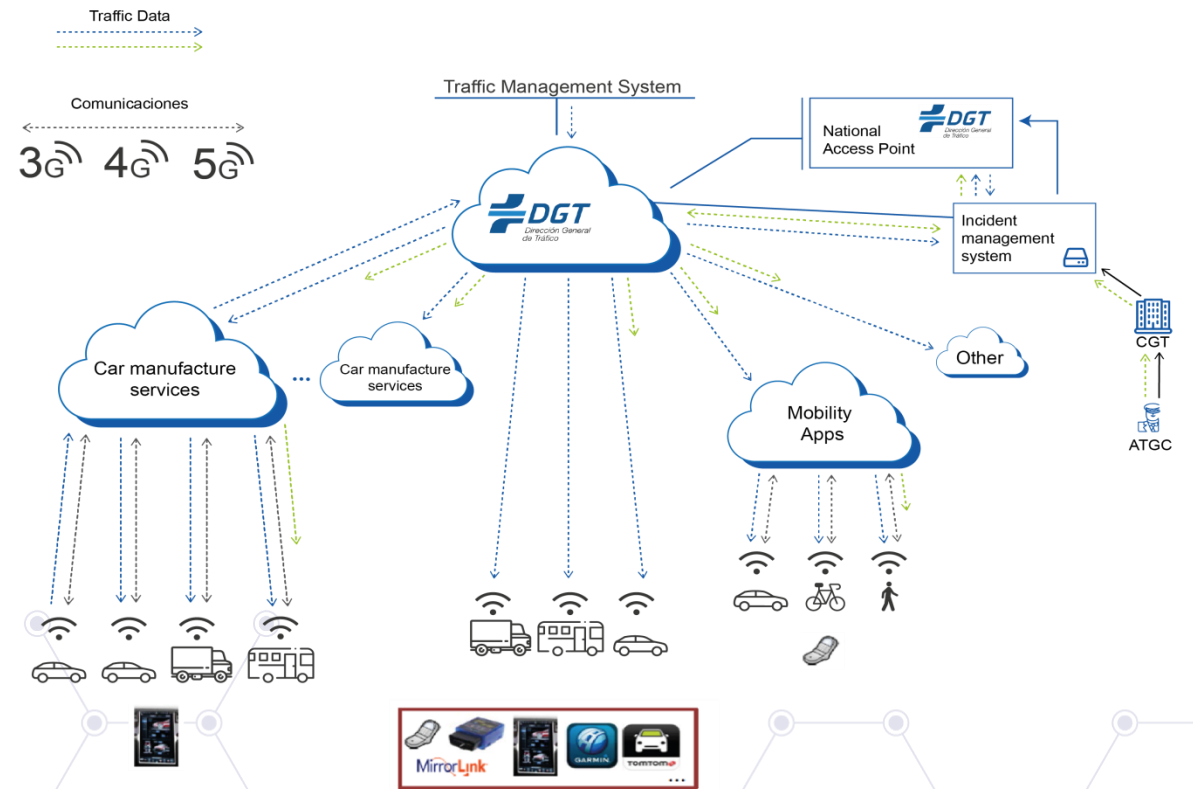 Traffic Data
Comunicaciones
3G
4G
5G
Traffic Management System
DGT
Dirección General
de Tráfico
National
Access Point
DGT
Dirección General
de Tráfico
Incident
management
system
CGT
ATGC
Car manufacture
services
...
Car manufacture
services
Other
Mobility
Apps
MirrorLink
GARMIN
TOMTOM
...